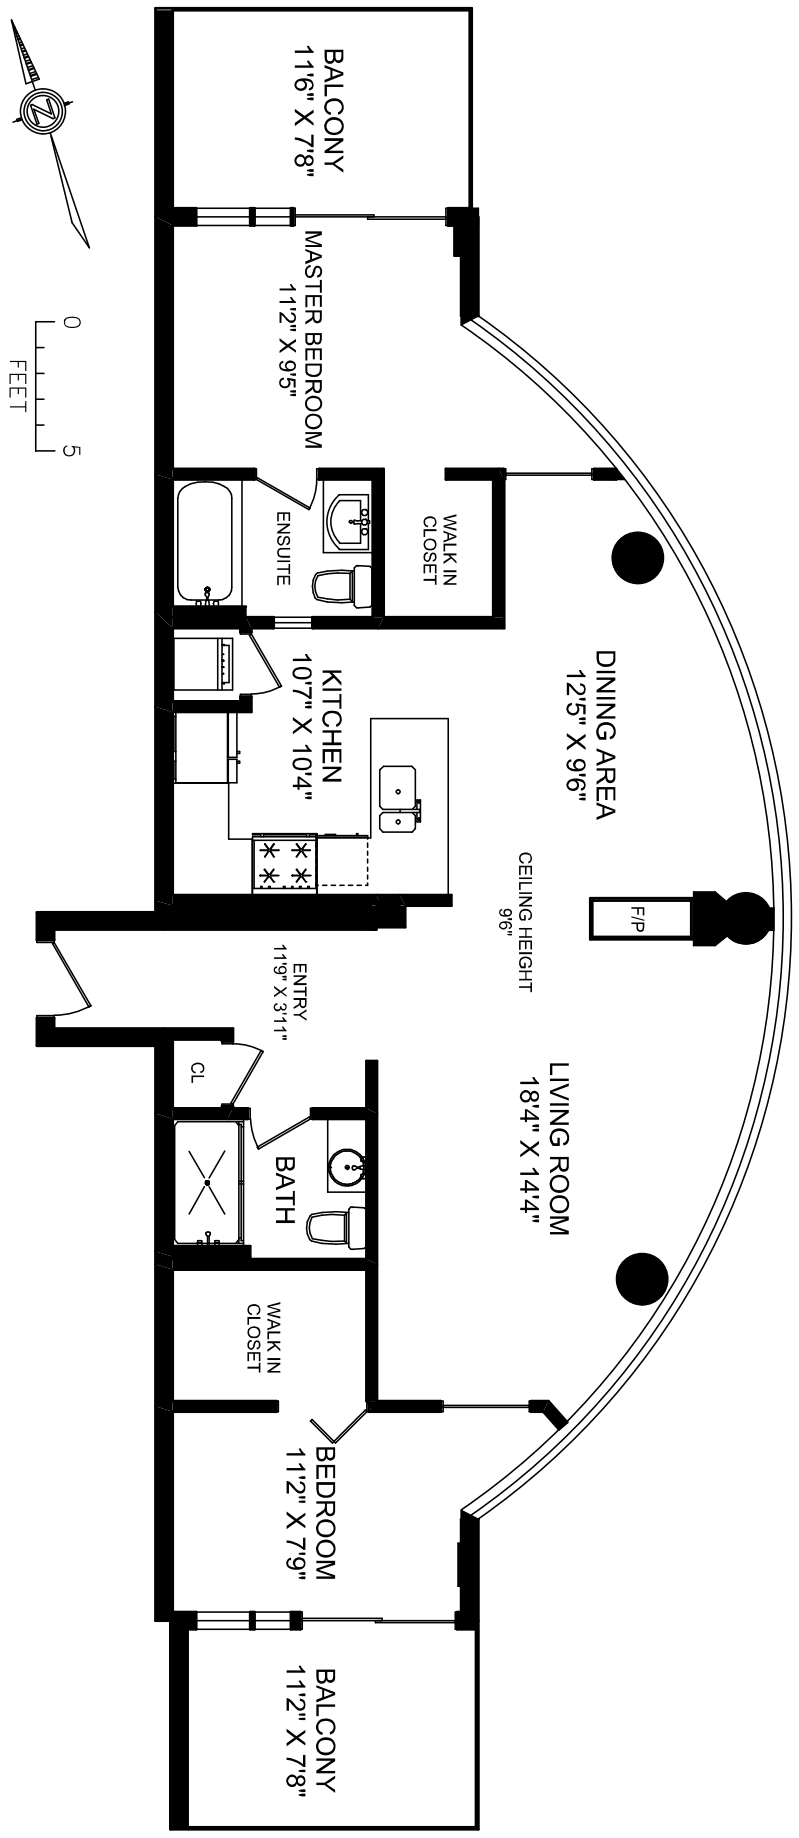 BALCONY
11'6" X 7'8"
N
0
5
FEET
MASTER BEDROOM
11'2" X 9'5"
ENSUITE
WALK IN
CLOSET
KITCHEN
10'7" X 10'4"
DINING AREA
12'5" X 9'6"
CEILING HEIGHT
9'6"
F/P
ENTRY
11'9" X 3'11"
CL
LIVING ROOM
18'4" X 14'4"
BATH
WALK IN
CLOSET
BEDROOM
11'2" X 7'9"
BALCONY
11'2" X 7'8"